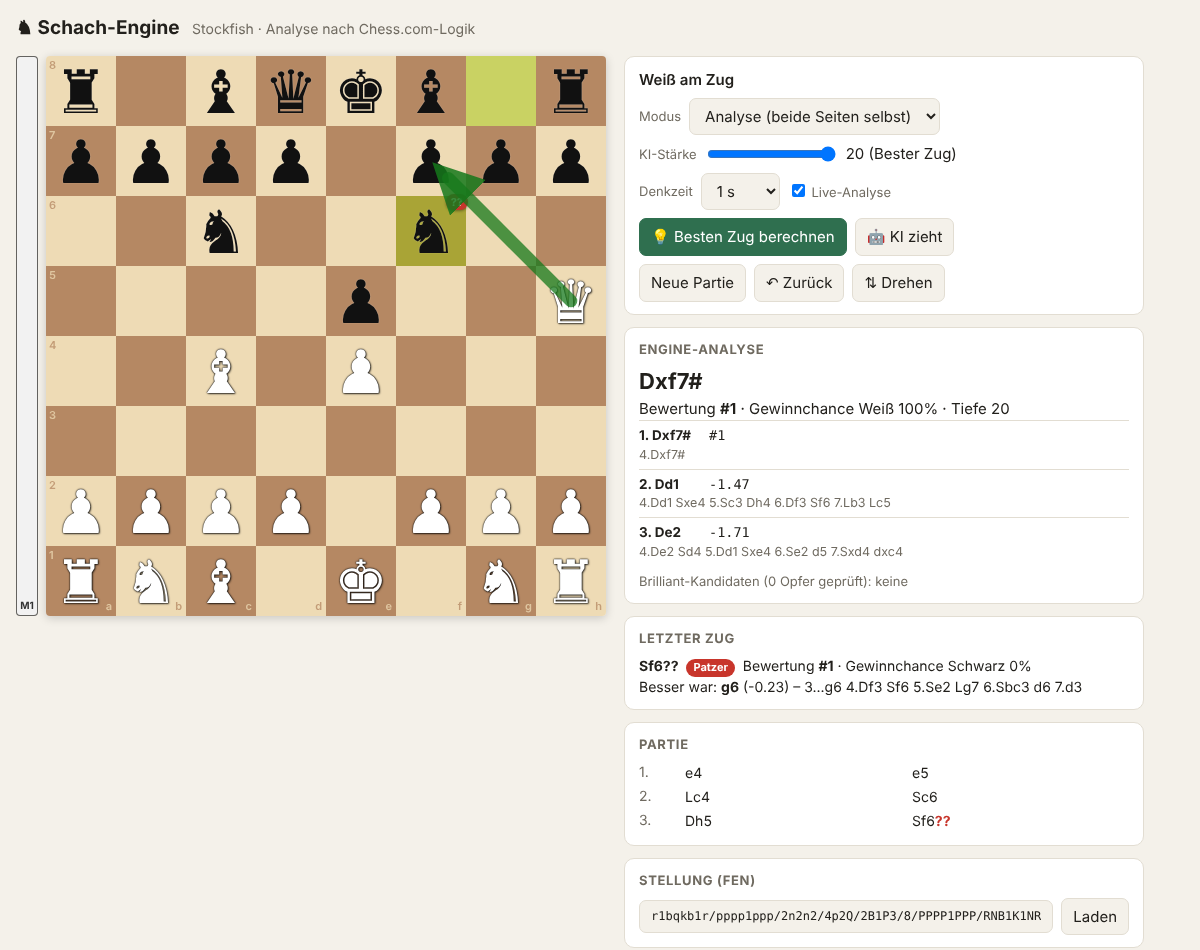 ♞ Schach-Engine Stockfish · Analyse nach Chess.com-Logik
8
7
6
??
5
4
3
2
1
a b c d e f g h
M1
Weiß am Zug
Modus Analyse (beide Seiten selbst)
KI-Stärke 20 (Bester Zug)
Denkzeit 1 s Live-Analyse
💡 Besten Zug berechnen 🤖 KI zieht
Neue Partie ↶ Zurück ⇅ Drehen
ENGINE-ANALYSE
Dxf7#
Bewertung #1 · Gewinnchance Weiß 100% · Tiefe 20
1. Dxf7# #1
4.Dxf7#
2. Dd1 -1.47
4.Dd1 Sxe4 5.Sc3 Dh4 6.Df3 Sf6 7.Lb3 Lc5
3. De2 -1.71
4.De2 Sd4 5.Dd1 Sxe4 6.Se2 d5 7.Sxd4 dxc4
Brilliant-Kandidaten (0 Opfer geprüft): keine
LETZTER ZUG
Sf6?? Patzer Bewertung #1 · Gewinnchance Schwarz 0%
Besser war: g6 (-0.23) – 3…g6 4.Df3 Sf6 5.Se2 Lg7 6.Sbc3 d6 7.d3
PARTIE
1. e4 e5
2. Lc4 Sc6
3. Dh5 Sf6??
STELLUNG (FEN)
r1bqkb1r/pppp1ppp/2n2n2/4p2Q/2B1P3/8/PPPP1PPP/RNB1K1NR Laden